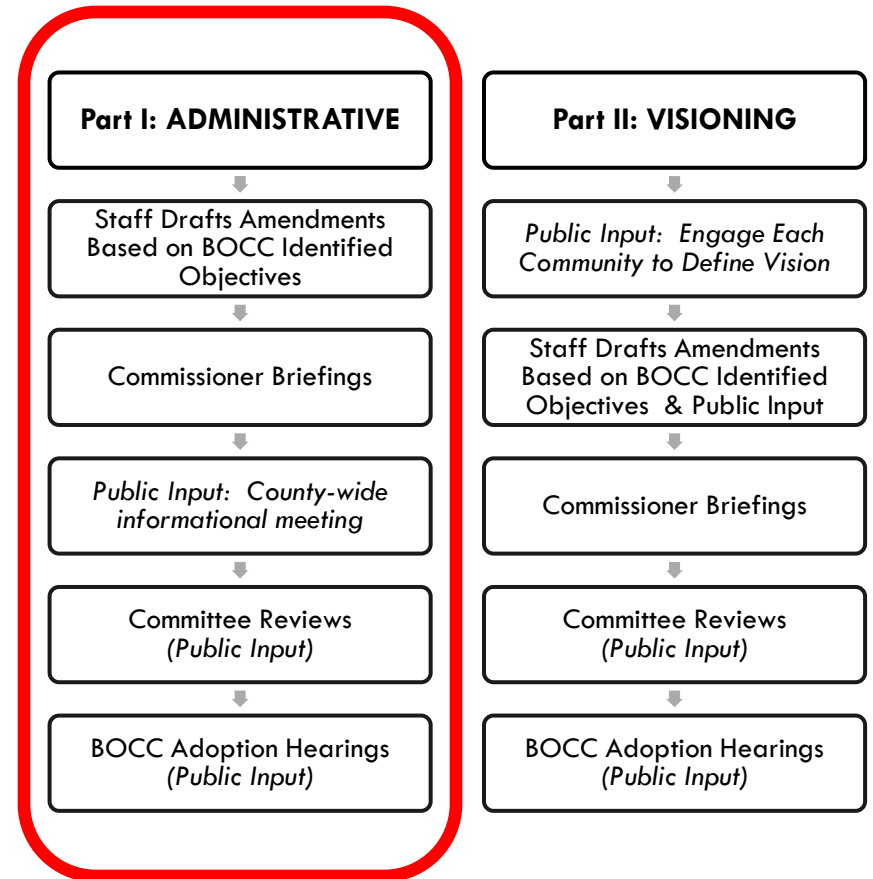 Part I: ADMINISTRATIVE
Staff Drafts Amendments
Based on BOCC Identified
Objectives
Commissioner Briefings
Public Input:  County-wide
informational meeting
Committee Reviews
(Public Input)
BOCC Adoption Hearings
(Public Input)
Part II: VISIONING
Public Input:  Engage Each
Community to Define Vision
Staff Drafts Amendments
Based on BOCC Identified
Objectives  & Public Input
Commissioner Briefings
Committee Reviews
(Public Input)
BOCC Adoption Hearings
(Public Input)